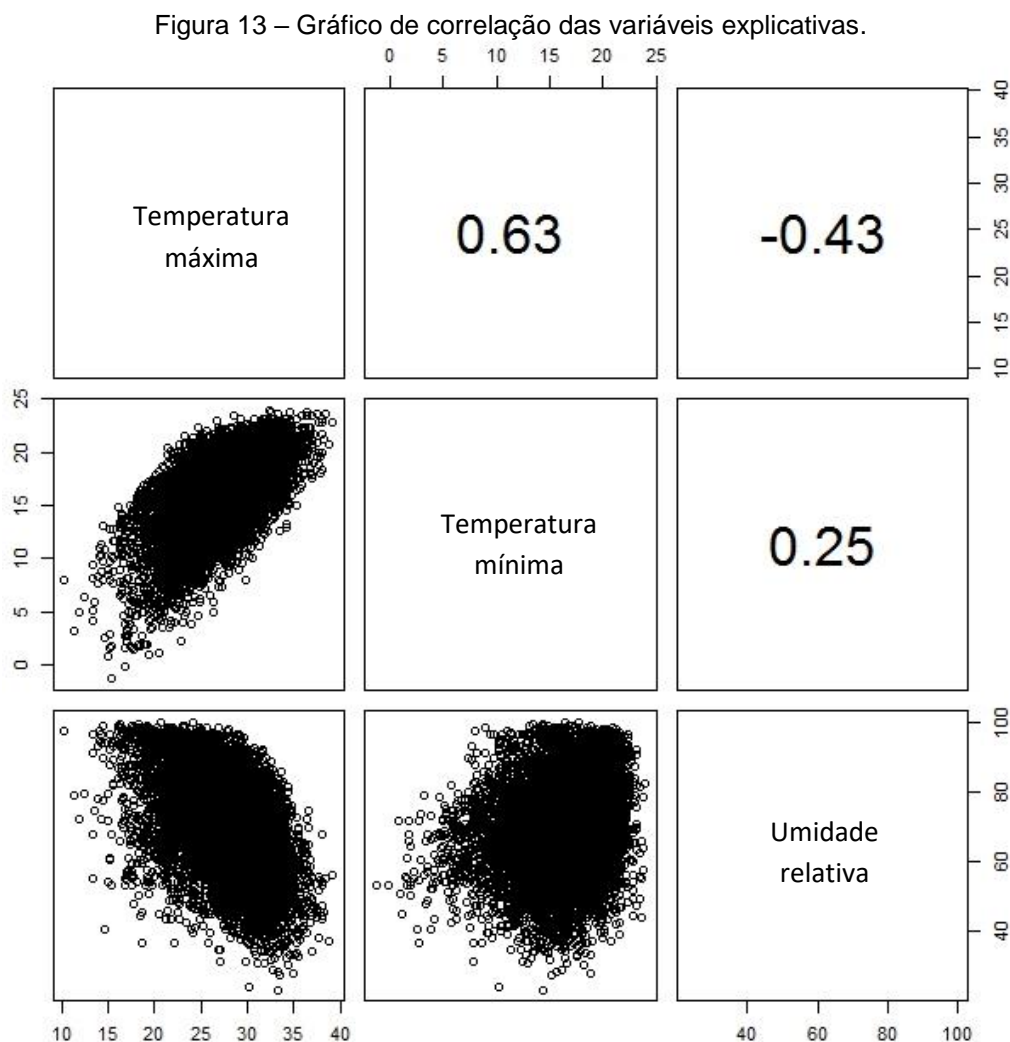 Figura 13 – Gráfico de correlação das variáveis explicativas.
0 5 10 15 20 25
Temperatura
máxima
0.63
-0.43
40
35
30
25
20
15
10
25
20
15
10
5
0
Temperatura
mínima
0.25
Umidade
relativa
100
80
60
40
10 15 20 25 30 35 40
40 60 80 100